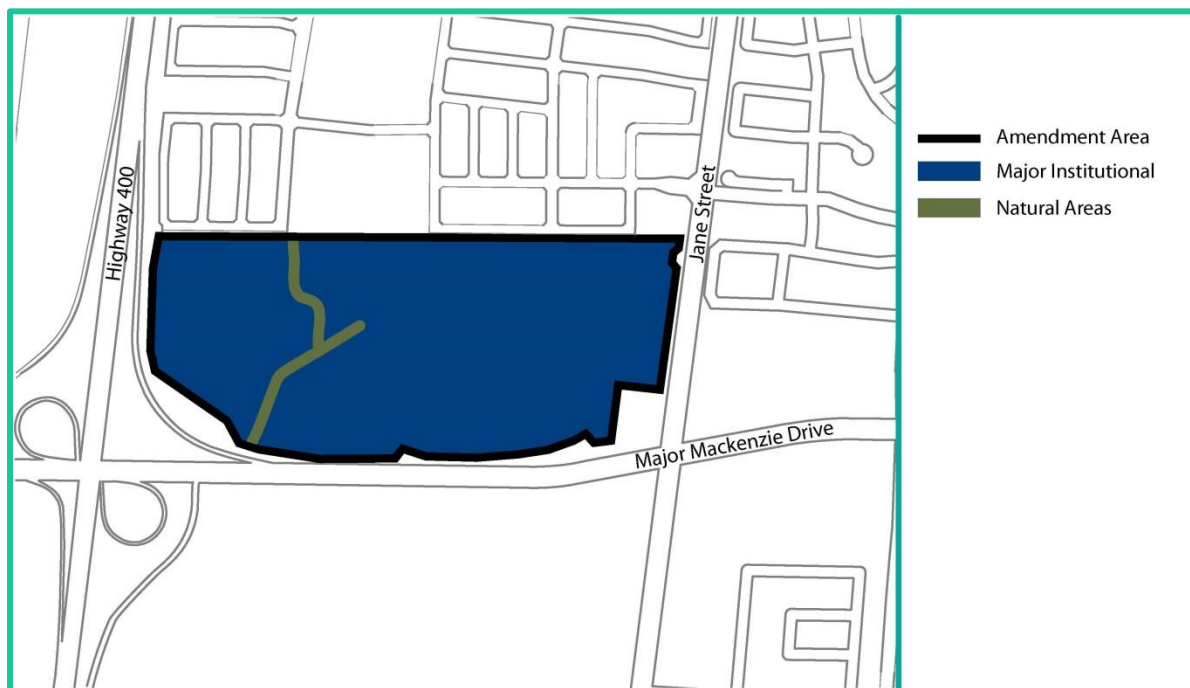 Highway 400
Jane Street
Major Mackenzie Drive
Amendment Area
Major Institutional
Natural Areas